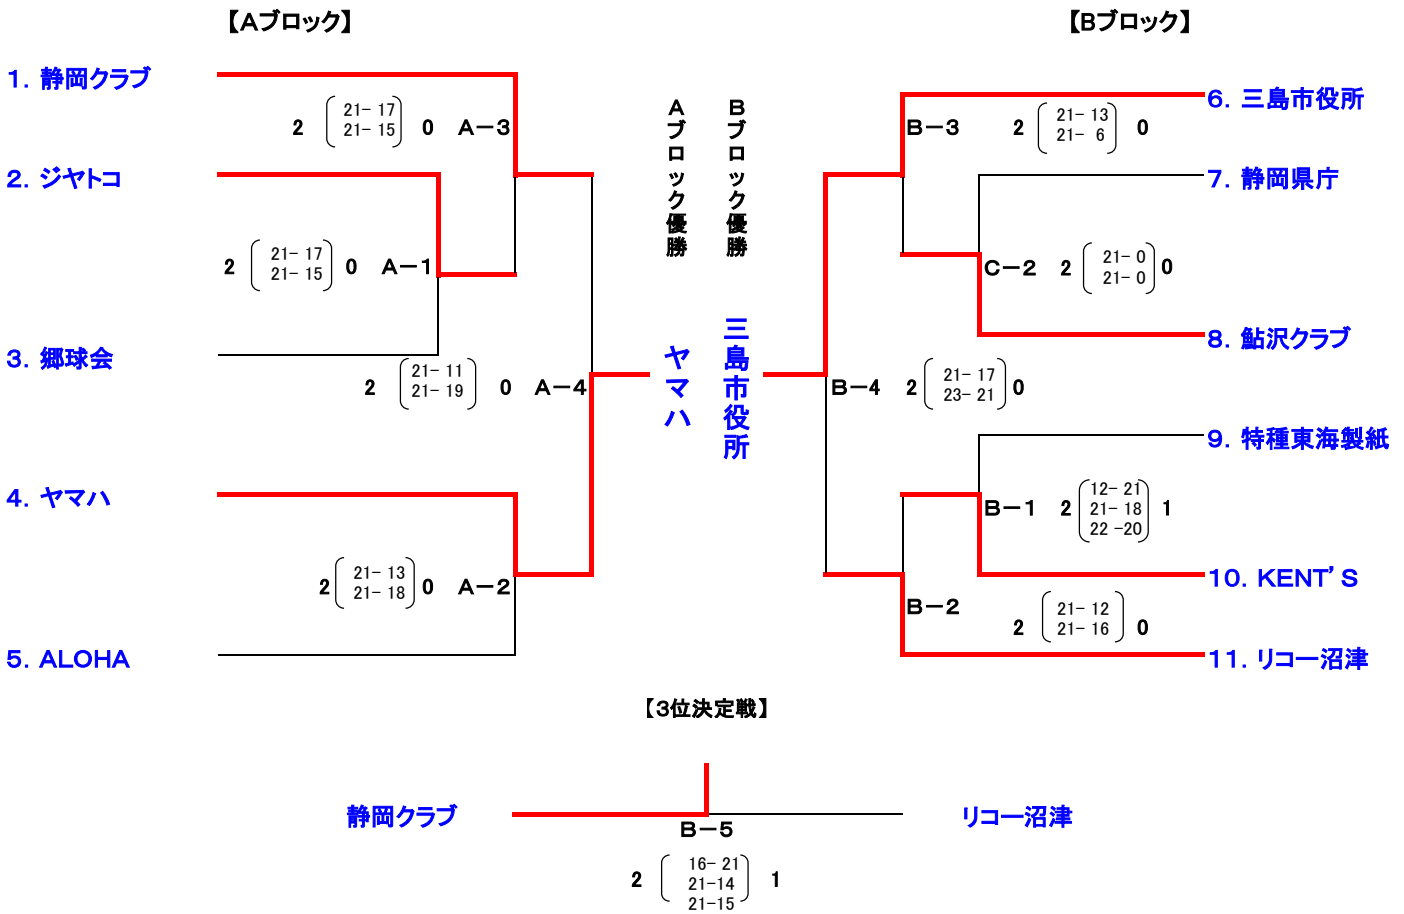 【Aブロック】
【Bブロック】
1. 静岡クラブ
2 21- 17 0 A-3
21- 15
2. ジヤトコ
2 21- 17 0 A-1
21- 15
3. 郷球会
2 21- 11 0 A-4
21- 19
4. ヤマハ
2 21- 13 0 A-2
21- 18
5. ALOHA
Aブロック優勝
ヤマハ
Bブロック優勝
三島市役所
6. 三島市役所
B-3 2 21- 13 0
21- 6
7. 静岡県庁
C-2 2 21- 0 0
21- 0
8. 鮎沢クラブ
B-4 2 21- 17 0
23- 21
9. 特種東海製紙
B-1 2 12- 21 1
21- 18
22 -20
10. KENT'S
B-2 2 21- 12 0
21- 16
11. リコー沼津
【3位決定戦】
静岡クラブ
リコー沼津
B-5
2 16- 21 1
21-14
21-15